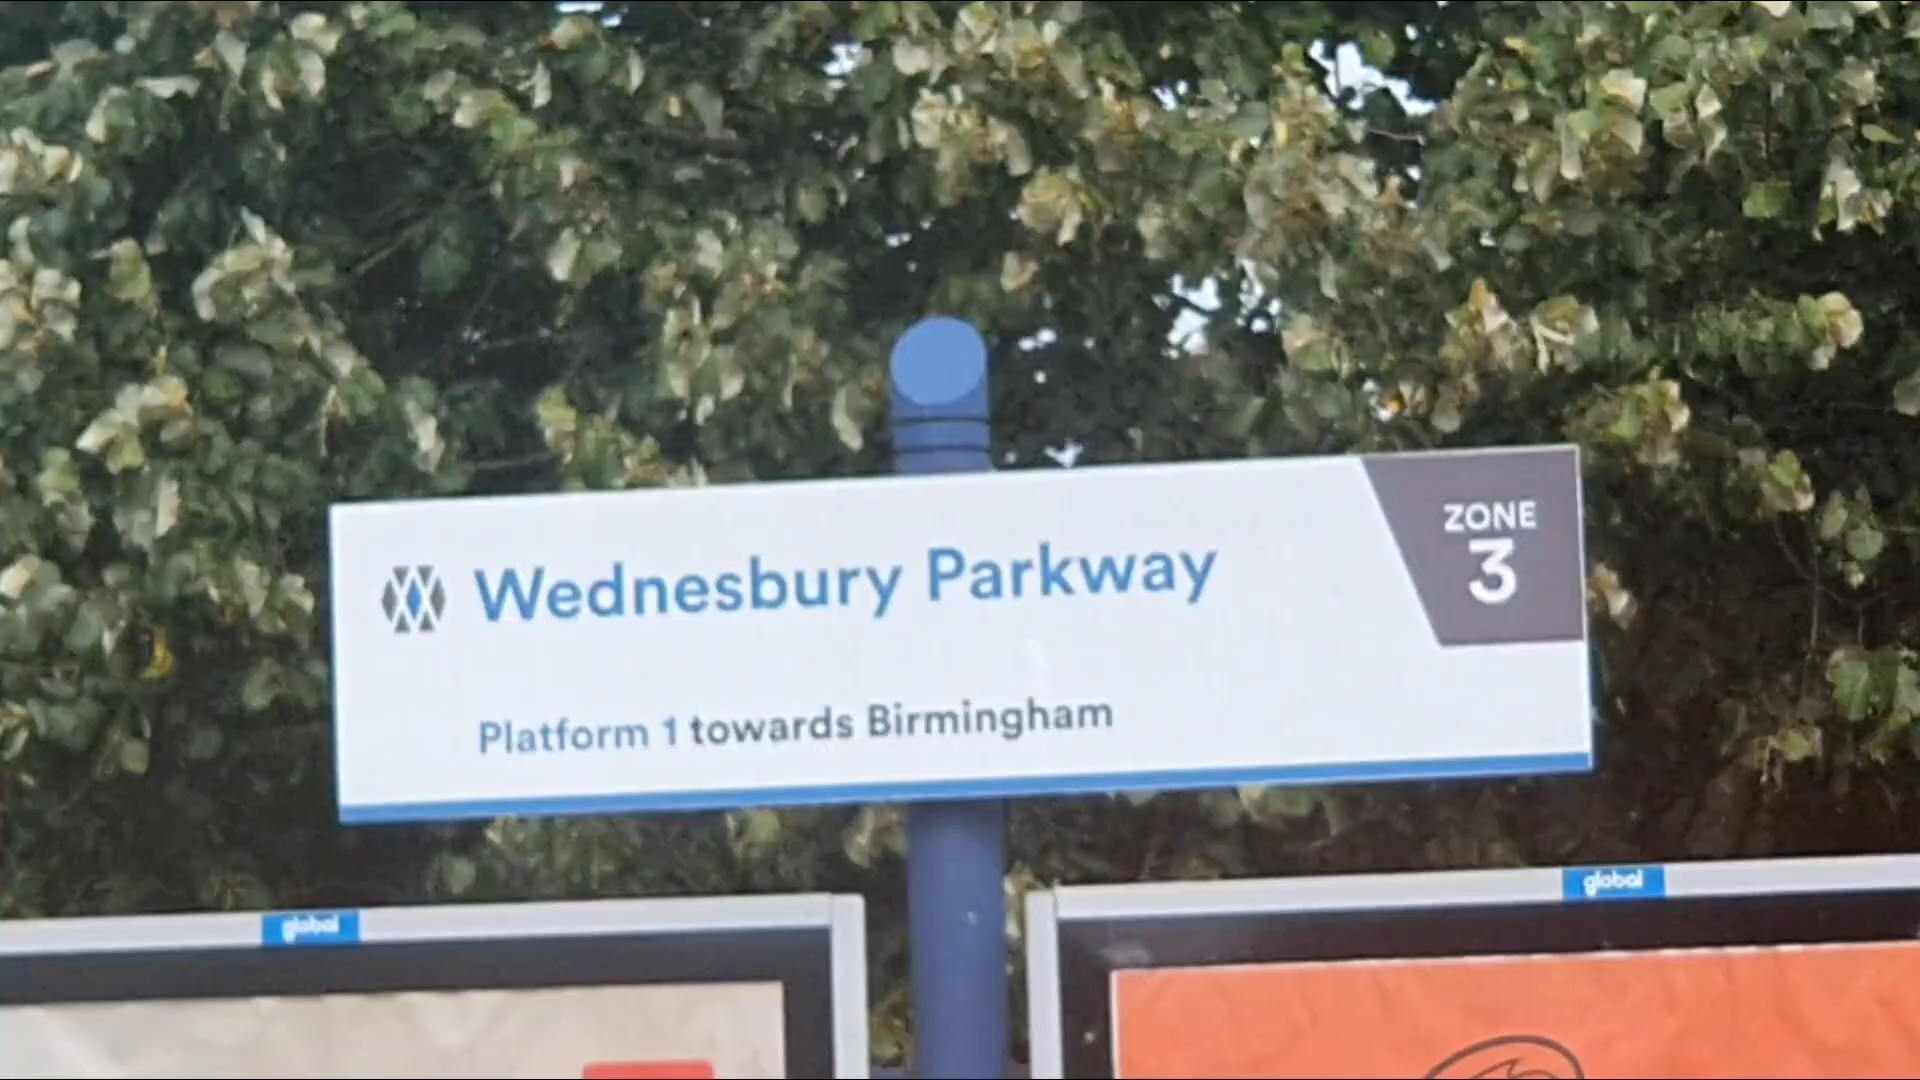 Wednesbury Parkway
ZONE
3
Platform 1 towards Birmingham
global
global